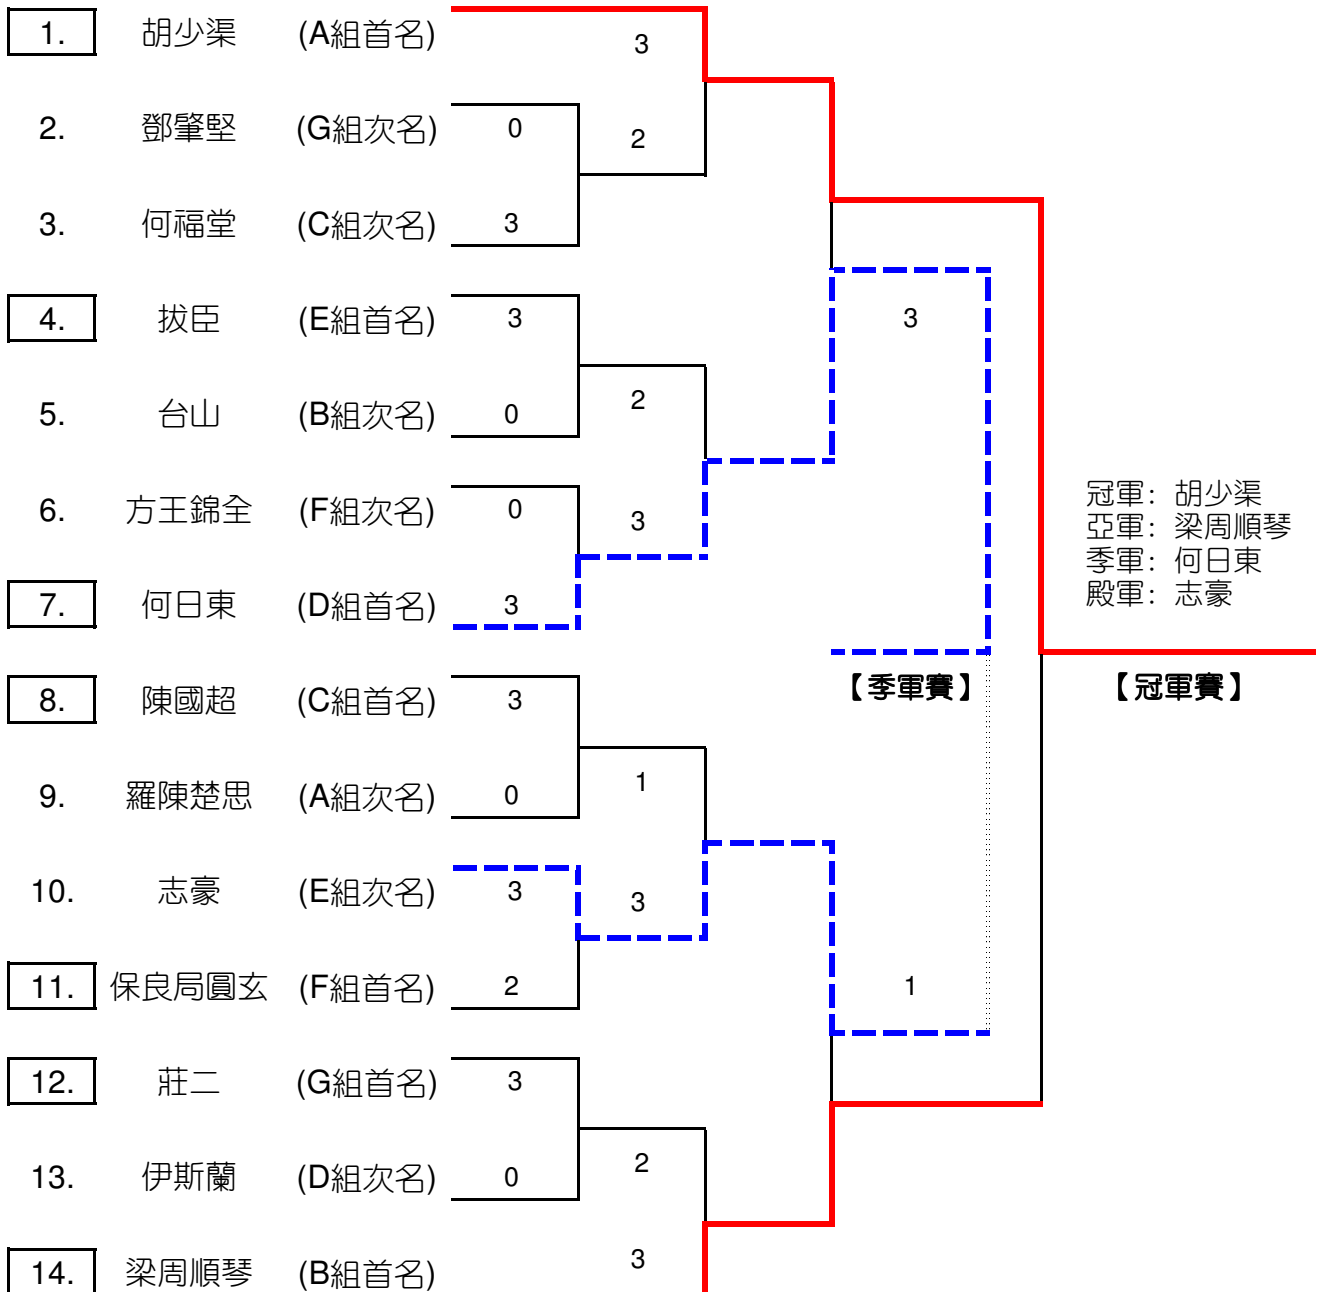 1. 胡少渠 (A組首名) 3
2. 鄧肇堅 (G組次名) 0 2
3. 何福堂 (C組次名) 3
4. 拔臣 (E組首名) 3 3
5. 台山 (B組次名) 0 2
6. 方王錦全 (F組次名) 0 3
冠軍: 胡少渠
亞軍: 梁周順琴
季軍: 何日東
殿軍: 志豪
7. 何日東 (D組首名) 3
8. 陳國超 (C組首名) 3 【季軍賽】 【冠軍賽】
9. 羅陳楚思 (A組次名) 0 1
10. 志豪 (E組次名) 3 3
11. 保良局圓玄 (F組首名) 2 1
12. 莊二 (G組首名) 3
13. 伊斯蘭 (D組次名) 0 2
14. 梁周順琴 (B組首名) 3